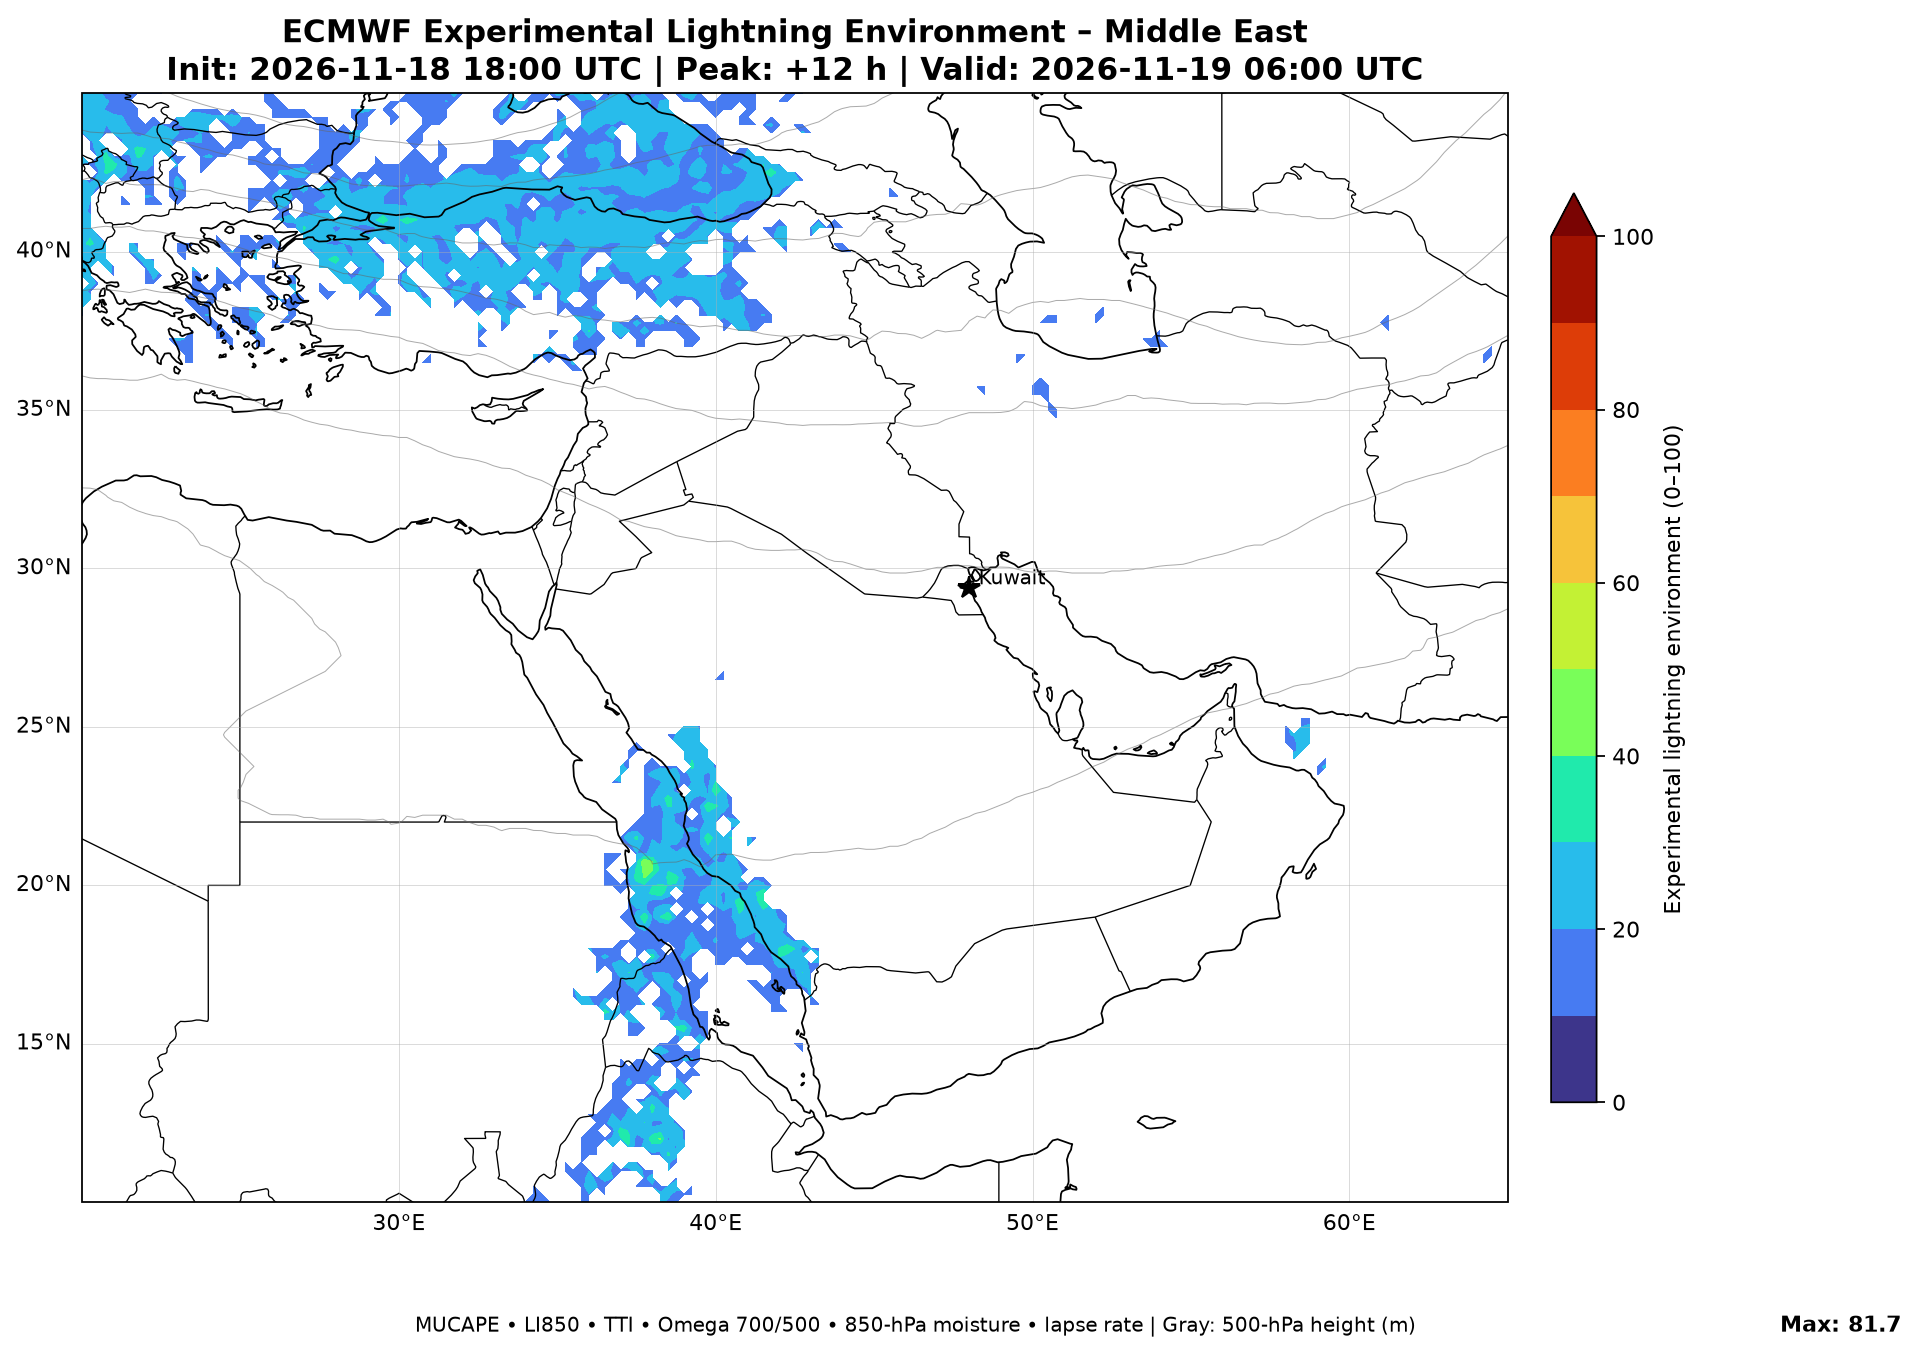 ECMWF Experimental Lightning Environment – Middle East
Init: 2026-11-18 18:00 UTC | Peak: +12 h | Valid: 2026-11-19 06:00 UTC
40°N
35°N
30°N
25°N
20°N
15°N
Kuwait
30°E
40°E
50°E
60°E
100
80
60
40
20
0
Experimental lightning environment (0–100)
MUCAPE • LI850 • TTI • Omega 700/500 • 850-hPa moisture • lapse rate | Gray: 500-hPa height (m)
Max: 81.7